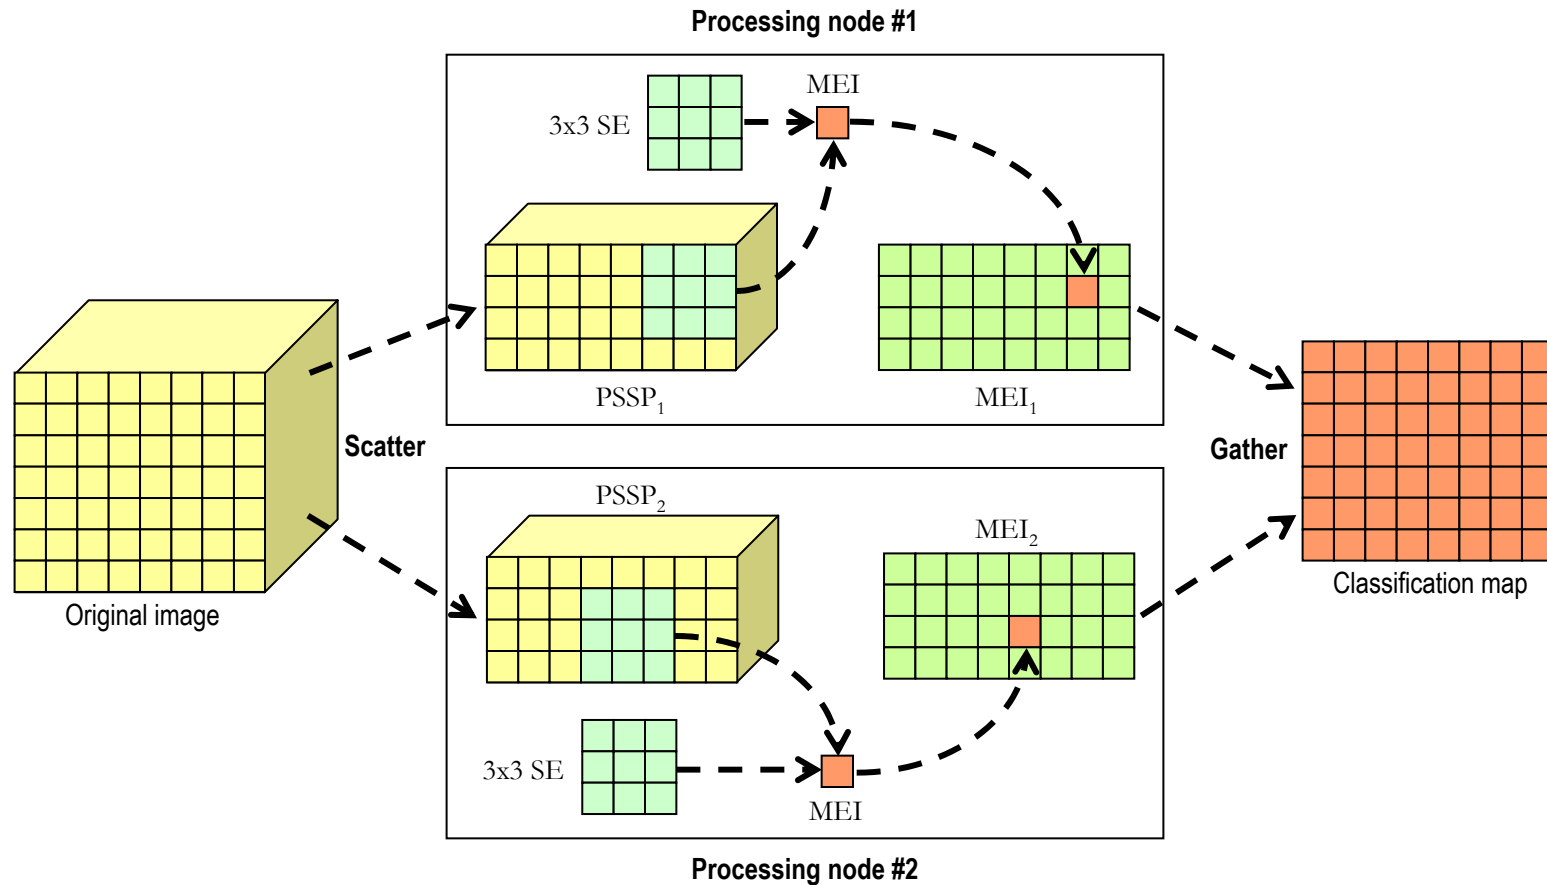 Processing node #1
MEI
3x3 SE
PSSP1
MEI1
Original image
Scatter
Gather
Classification map
PSSP2
MEI2
3x3 SE
MEI
Processing node #2